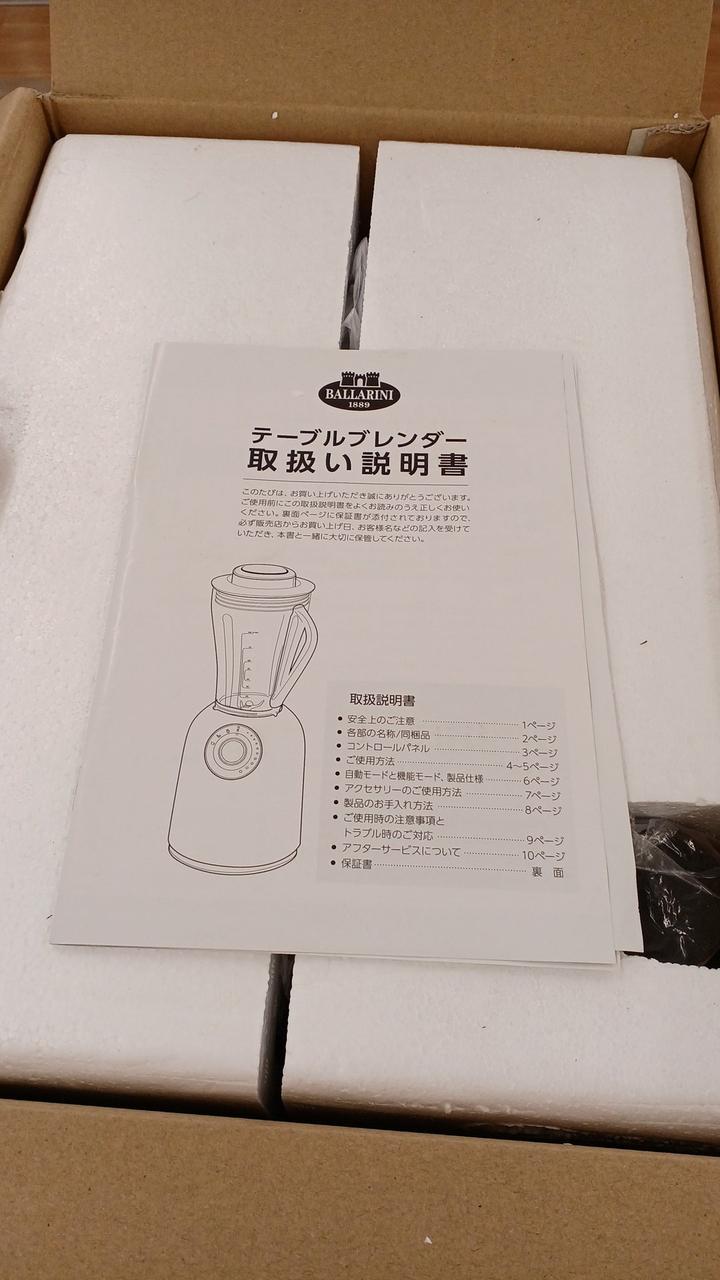 BALLARINI
1889
テーブルブレンダー
取扱い説明書
このたびは、お買い上げいただき誠にありがとうございます。
ご使用前にこの取扱説明書をよくお読みのうえ正しくお使い
ください。裏面ページに保証書が添付されておりますので、
必ず販売店からお買い上げ日、お客様名などの記入を受けて
いただき、本書と一緒に大切に保管してください。
取扱説明書
● 安全上のご注意 ………… 1ページ
● 各部の名称/同梱品 ………… 2ページ
● コントロールパネル ………… 3ページ
● ご使用方法 ………… 4〜5ページ
● 自動モードと機能モード、製品仕様 ………… 6ページ
● アクセサリーのご使用方法 ………… 7ページ
● 製品のお手入れ方法 ………… 8ページ
● ご使用時の注意事項と
トラブル時のご対応 ………… 9ページ
● アフターサービスについて ………… 10ページ
● 保証書 ………… 裏 面